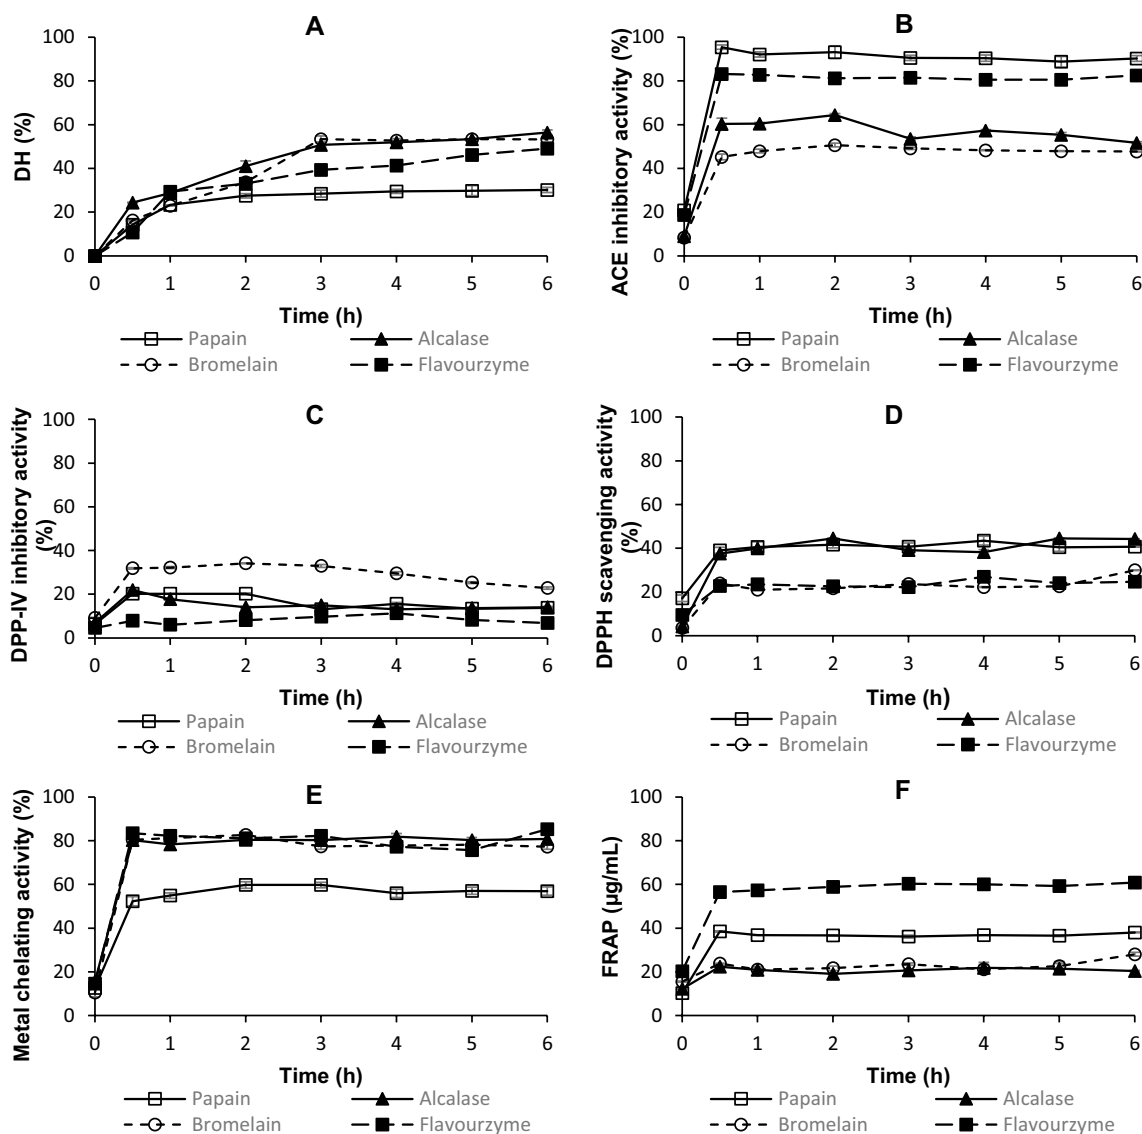 A
DH (%)
100
80
60
40
20
0
0 1 2 3 4 5 6
Time (h)
Papain Alcalase
Bromelain Flavourzyme
B
ACE inhibitory activity (%)
100
80
60
40
20
0
0 1 2 3 4 5 6
Time (h)
Papain Alcalase
Bromelain Flavourzyme
C
DPP-IV inhibitory activity
(%)
100
80
60
40
20
0
0 1 2 3 4 5 6
Time (h)
Papain Alcalase
Bromelain Flavourzyme
D
DPPH scavenging activity
(%)
100
80
60
40
20
0
0 1 2 3 4 5 6
Time (h)
Papain Alcalase
Bromelain Flavourzyme
E
Metal chelating activity (%)
100
80
60
40
20
0
0 1 2 3 4 5 6
Time (h)
Papain Alcalase
Bromelain Flavourzyme
F
FRAP (µg/mL)
100
80
60
40
20
0
0 1 2 3 4 5 6
Time (h)
Papain Alcalase
Bromelain Flavourzyme